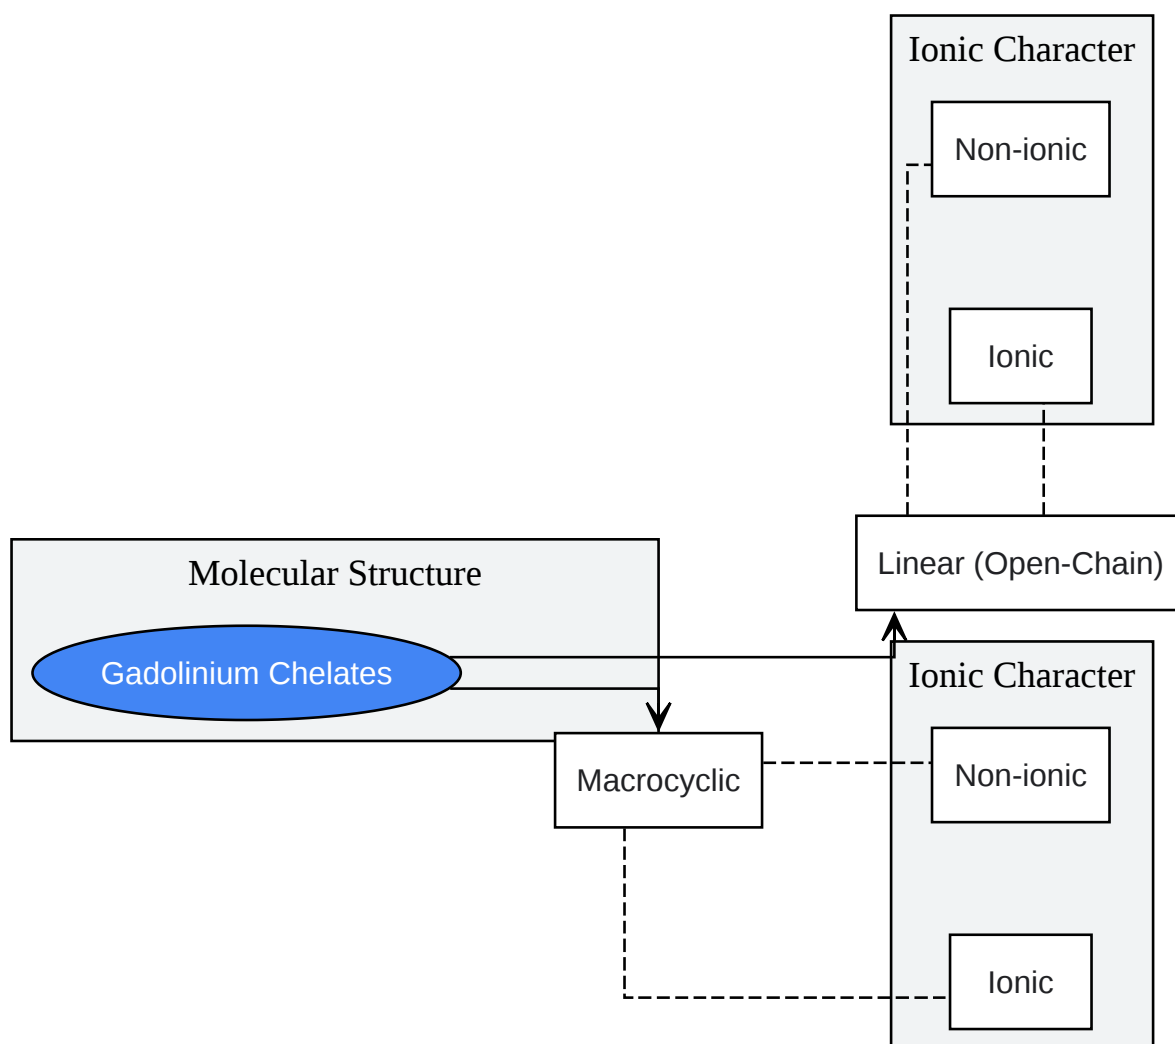 Ionic Character
Non-ionic
Ionic
Linear (Open-Chain)
Molecular Structure
Gadolinium Chelates
Macrocyclic
Ionic Character
Non-ionic
Ionic